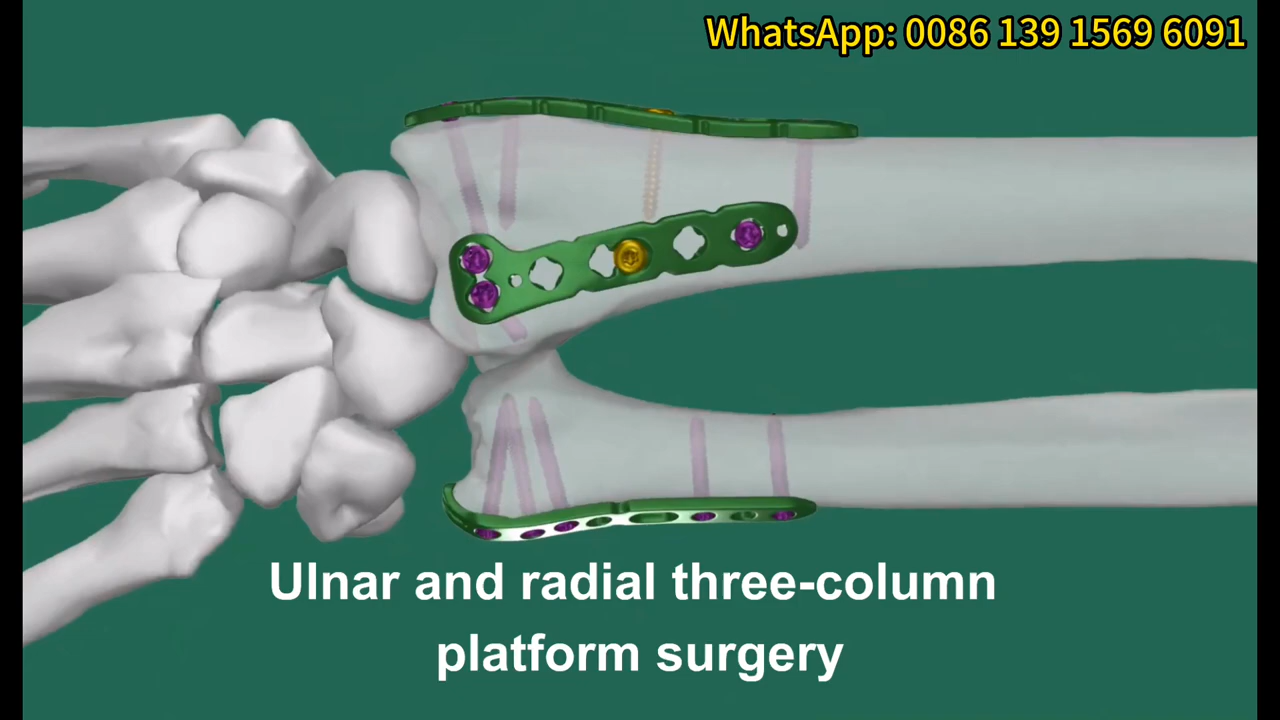 WhatsApp: 0086 139 1569 6091
Ulnar and radial three-column
platform surgery